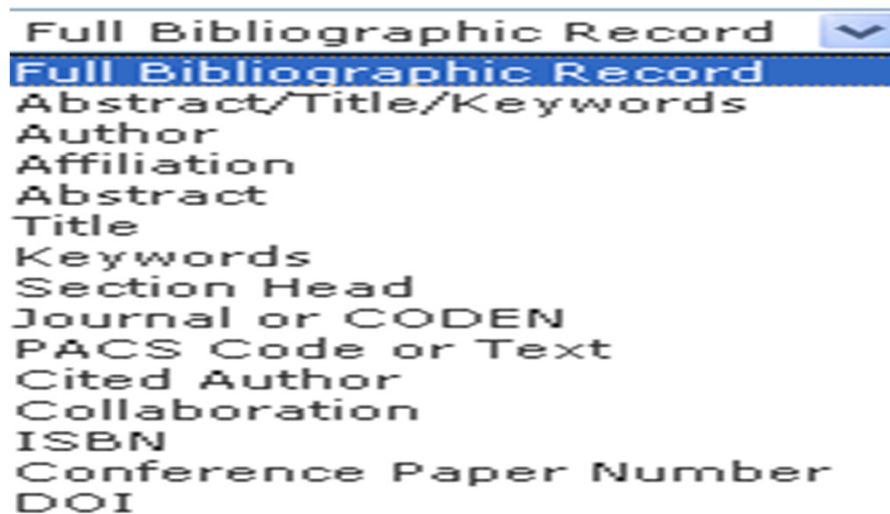 Full Bibliographic Record
Full Bibliographic Record
Abstract/Title/Keywords
Author
Affiliation
Abstract
Title
Keywords
Section Head
Journal or CODEN
PACS Code or Text
Cited Author
Collaboration
ISBN
Conference Paper Number
DOI